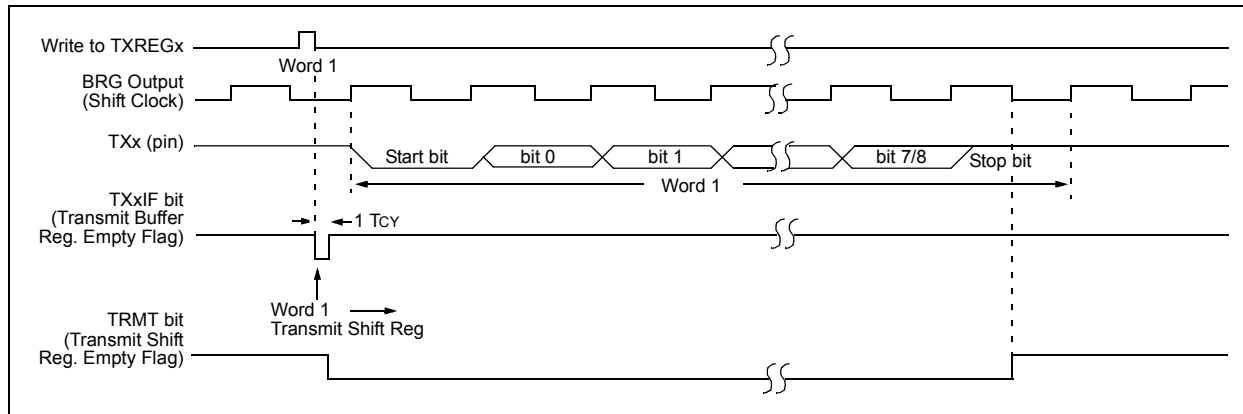 Write to TXREGx
Word 1
BRG Output
(Shift Clock)
TXx (pin)
Start bit
bit 0
bit 1
bit 7/8
Stop bit
Word 1
TXxIF bit
(Transmit Buffer
Reg. Empty Flag)
1 TCY
Word 1
Transmit Shift Reg
TRMT bit
(Transmit Shift
Reg. Empty Flag)